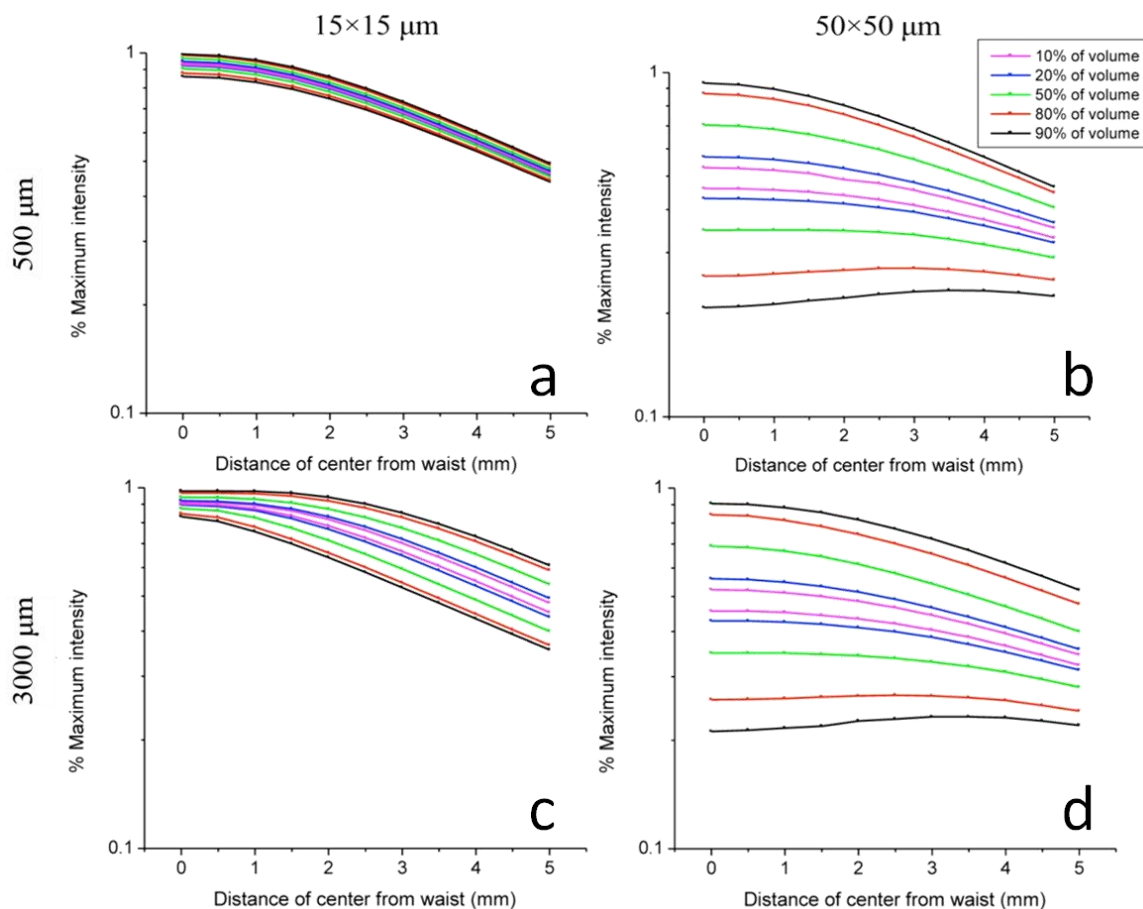 15×15 μm
50×50 μm
500 μm
% Maximum intensity
1
0.1
0 1 2 3 4 5
Distance of center from waist (mm)
a
% Maximum intensity
1
0.1
0 1 2 3 4 5
Distance of center from waist (mm)
b
10% of volume
20% of volume
50% of volume
80% of volume
90% of volume
3000 μm
% Maximum intensity
1
0.1
0 1 2 3 4 5
Distance of center from waist (mm)
c
% Maximum intensity
1
0.1
0 1 2 3 4 5
Distance of center from waist (mm)
d